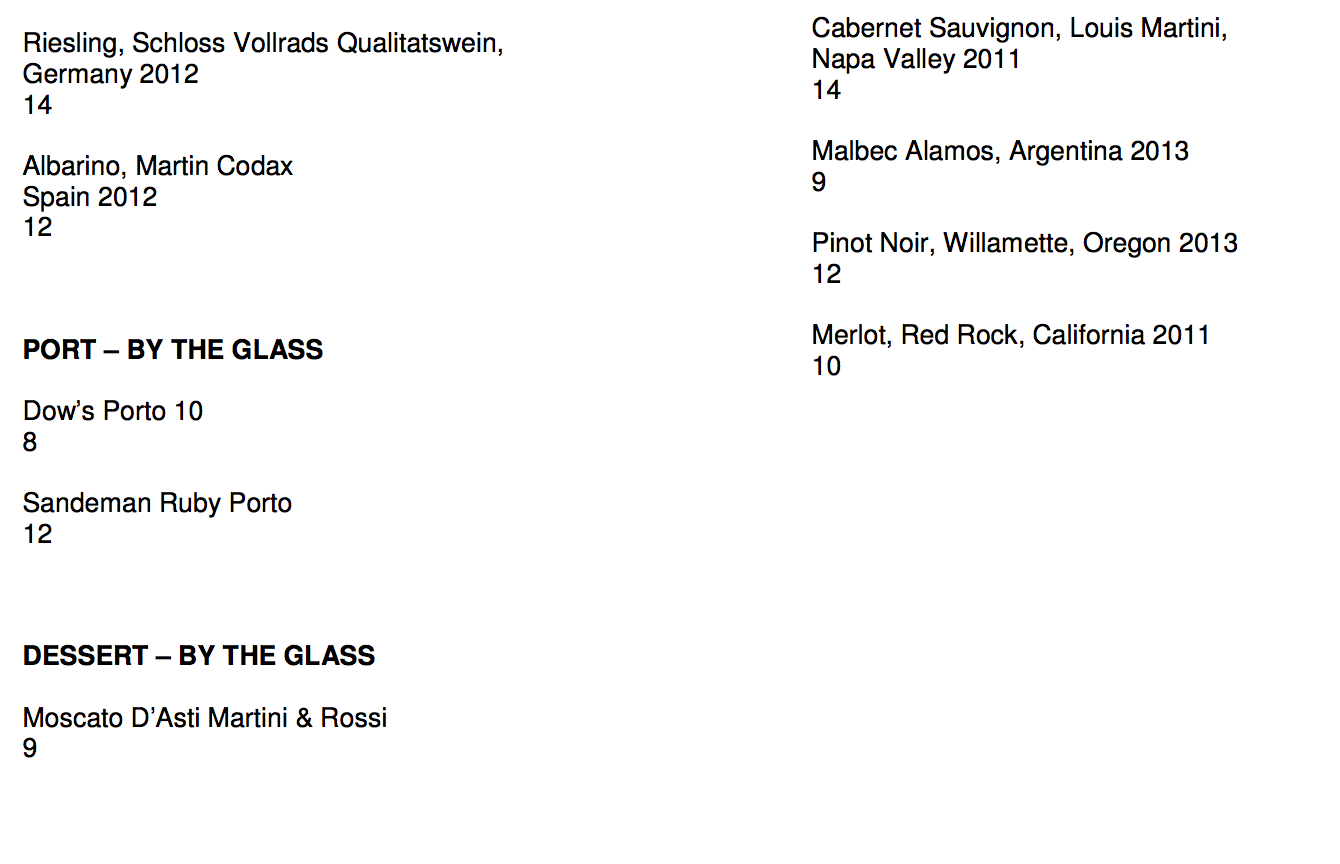 Riesling, Schloss Vollrads Qualitatswein,
Germany 2012
14
Albarino, Martin Codax
Spain 2012
12
PORT – BY THE GLASS
Dow’s Porto 10
8
Sandeman Ruby Porto
12
DESSERT – BY THE GLASS
Moscato D’Asti Martini & Rossi
9
Cabernet Sauvignon, Louis Martini,
Napa Valley 2011
14
Malbec Alamos, Argentina 2013
9
Pinot Noir, Willamette, Oregon 2013
12
Merlot, Red Rock, California 2011
10